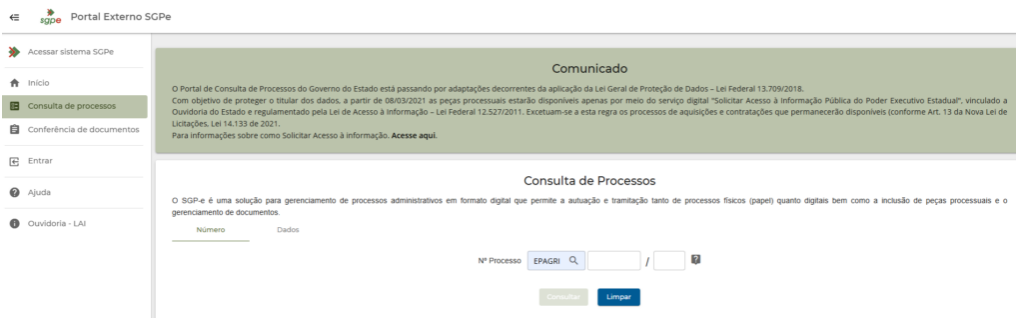 sgpe Portal Externo SGPe
Acessar sistema SGPe
Início
Consulta de processos
Conferência de documentos
Entrar
Ajuda
Ouvidoria - LAI
Comunicado
O Portal de Consulta de Processos do Governo do Estado está passando por adaptações decorrentes da aplicação da Lei Geral de Proteção de Dados – Lei Federal 13.709/2018.
Com objetivo de proteger o titular dos dados, a partir de 08/03/2021 as peças processuais estarão disponíveis apenas por meio do serviço digital "Solicitar Acesso à Informação Pública do Poder Executivo Estadual", vinculado a
Ouvidoria do Estado e regulamentado pela Lei de Acesso à Informação – Lei Federal 12.527/2011. Excetuam-se a esta regra os processos de aquisições e contratações que permanecerão disponíveis (conforme Art. 13 da Nova Lei de
Licitações, Lei 14.133 de 2021.
Para informações sobre como Solicitar Acesso à informação. Acesse aqui.
Consulta de Processos
O SGP-e é uma solução para gerenciamento de processos administrativos em formato digital que permite a autuação e tramitação tanto de processos físicos (papel) quanto digitais bem como a inclusão de peças processuais e o
gerenciamento de documentos.
Número Dados
Nº Processo EPAGRI / ?
Consultar Limpar